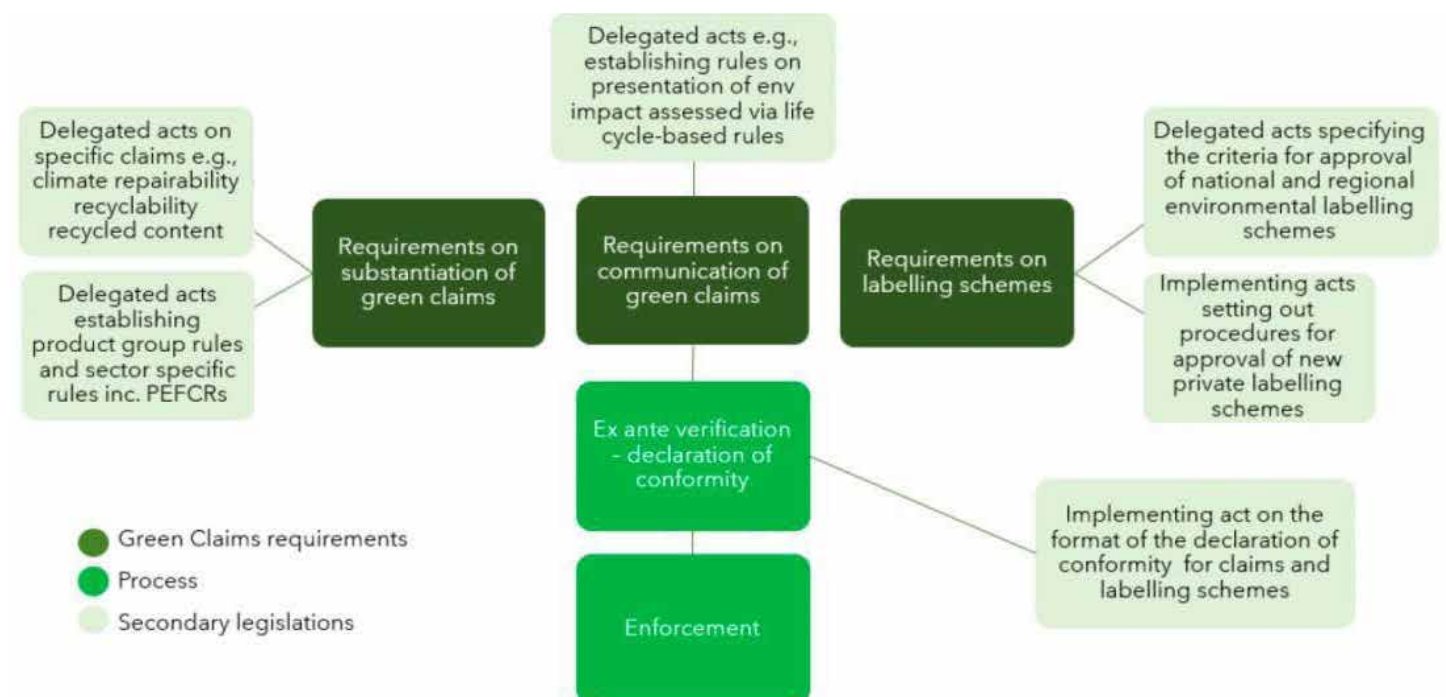 Delegated acts e.g.,
establishing rules on
presentation of env
impact assessed via life
cycle-based rules
Delegated acts on
specific claims e.g.,
climate repairability
recyclability
recycled content
Delegated acts
establishing
product group rules
and sector specific
rules inc. PEFCRs
Requirements on
substantiation of
green claims
Requirements on
communication of
green claims
Requirements on
labelling schemes
Delegated acts specifying
the criteria for approval
of national and regional
environmental labelling
schemes
Implementing acts
setting out
procedures for
approval of new
private labelling
schemes
Ex ante verification
– declaration of
conformity
Implementing act on the
format of the declaration of
conformity for claims and
labelling schemes
Enforcement
Green Claims requirements
Process
Secondary legislations